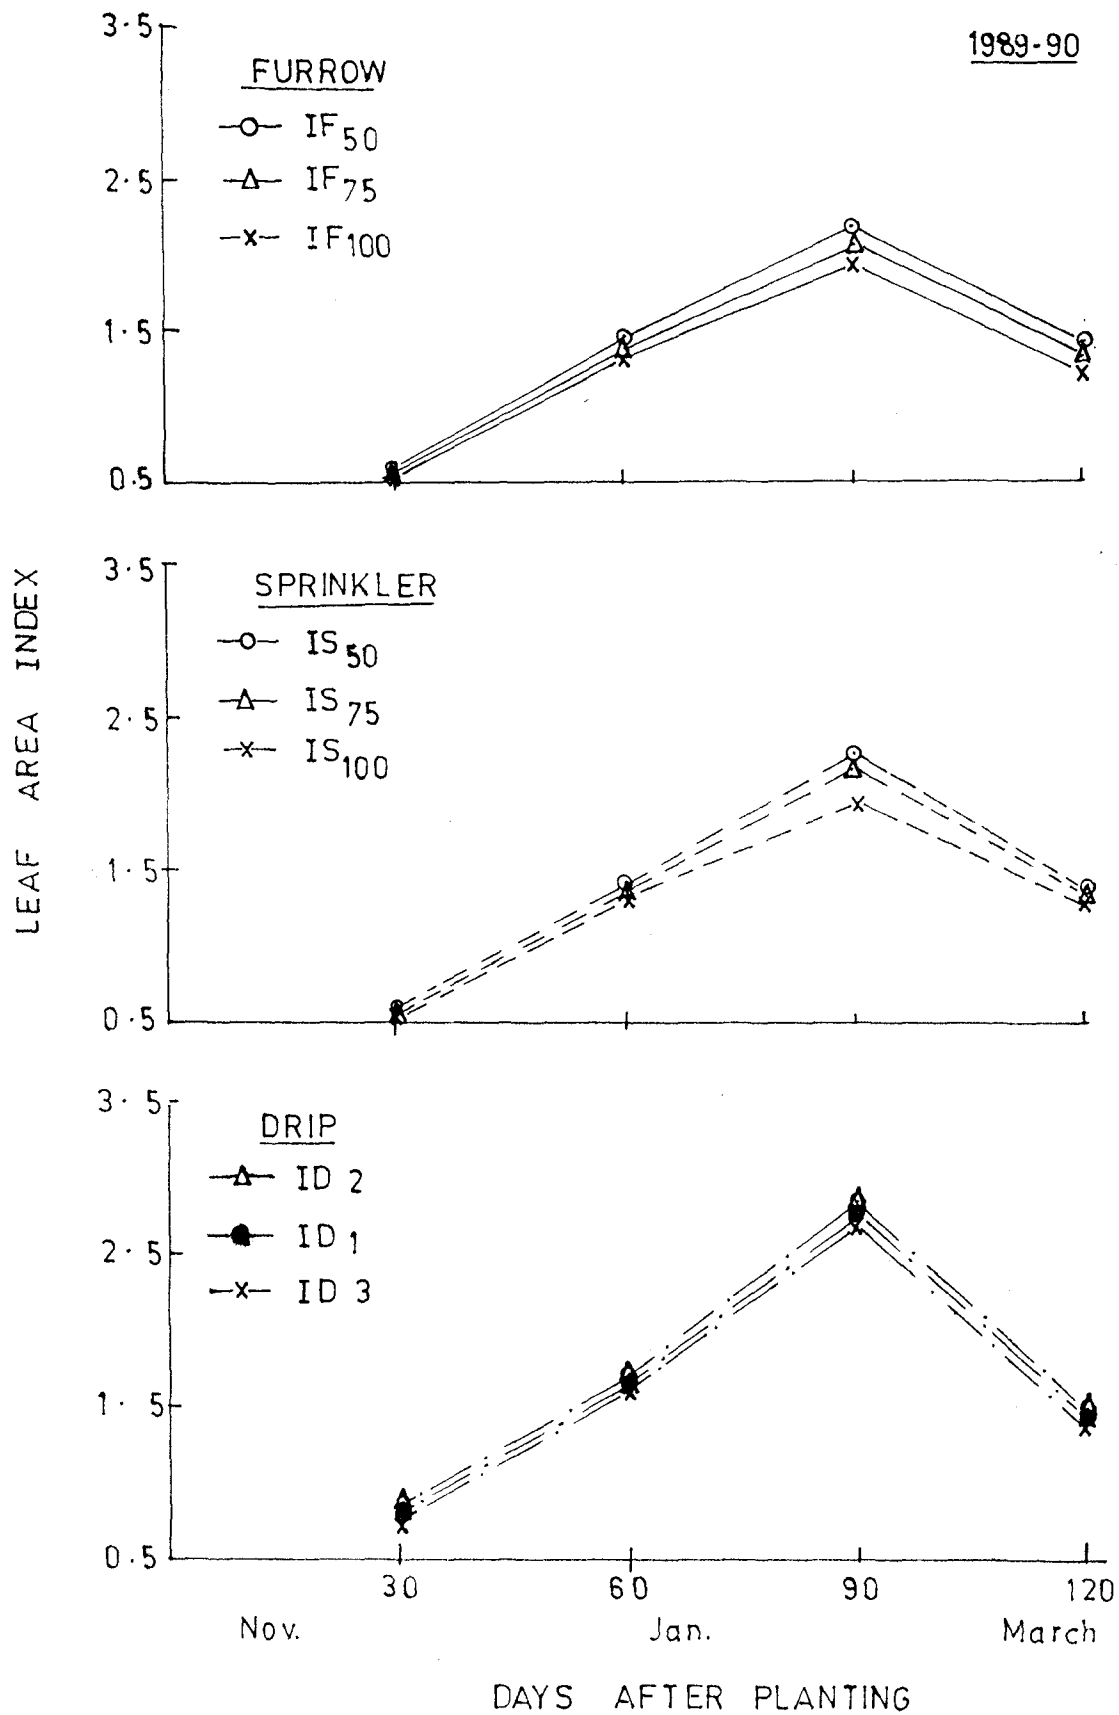 1989-90
3.5
2.5
1.5
0.5
FURROW
IF50
IF75
IF100
LEAF AREA INDEX
3.5
2.5
1.5
0.5
SPRINKLER
IS50
IS75
IS100
3.5
2.5
1.5
0.5
DRIP
ID 2
ID 1
ID 3
30 60 90 120
Nov. Jan. March
DAYS AFTER PLANTING